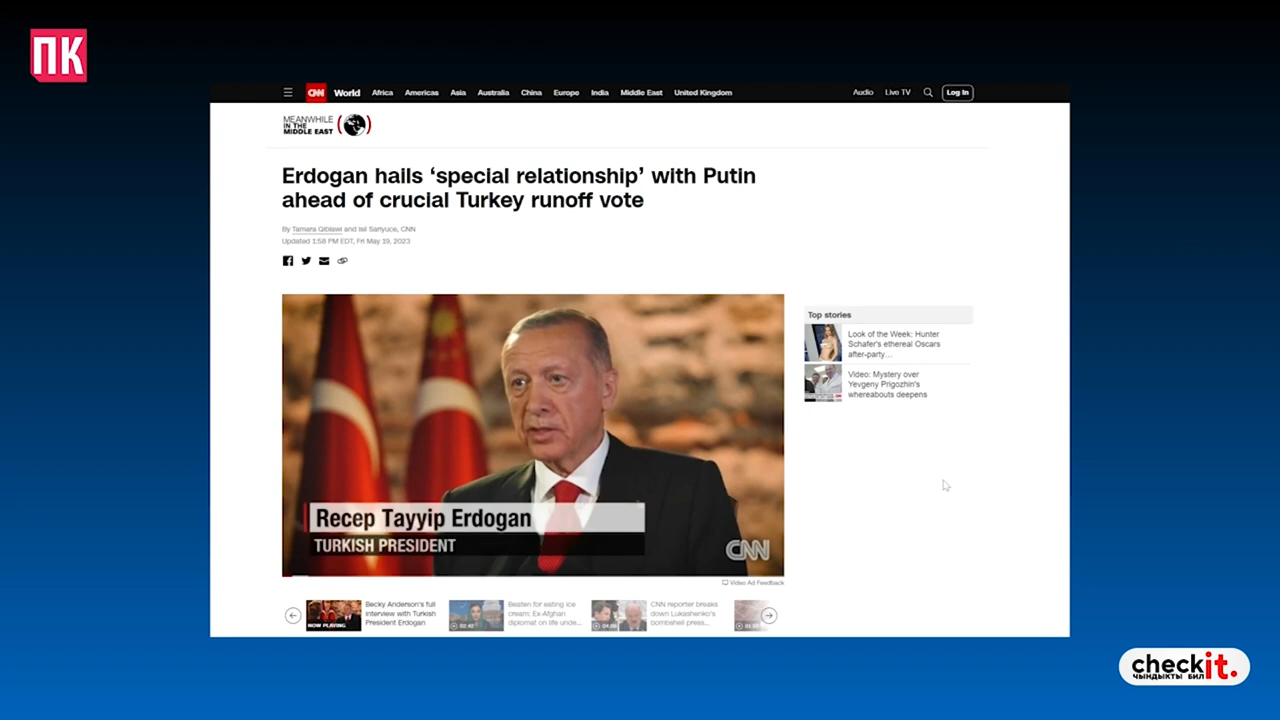 ПК
CNN World Africa Americas Asia Australia China Europe India Middle East United Kingdom Audio Live TV Log In
MEANWHILE
IN THE
MIDDLE EAST
Erdogan hails ‘special relationship’ with Putin
ahead of crucial Turkey runoff vote
By Tamara Qiblawi and Isil Sariyuce, CNN
Updated 1:58 PM EDT, Fri May 19, 2023
Top stories
Look of the Week: Hunter
Schafer's ethereal Oscars
after-party…
Video: Mystery over
Yevgeny Prigozhin's
whereabouts deepens
Recep Tayyip Erdogan
TURKISH PRESIDENT
CNN
Video Ad Feedback
Becky Anderson's full
interview with Turkish
President Erdogan
NOW PLAYING
Beaten for eating ice
cream: Ex-Afghan
diplomat on life unde...
02:42
CNN reporter breaks
down Lukashenko's
bombshell press...
checkit.
ЧЫНДЫКТЫ БИЛ